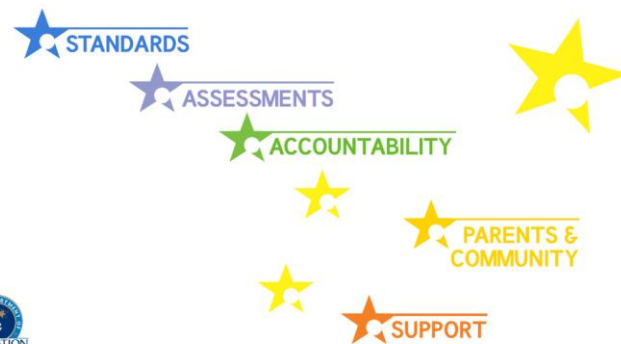 STANDARDS
ASSESSMENTS
ACCOUNTABILITY
PARENTS &
COMMUNITY
SUPPORT